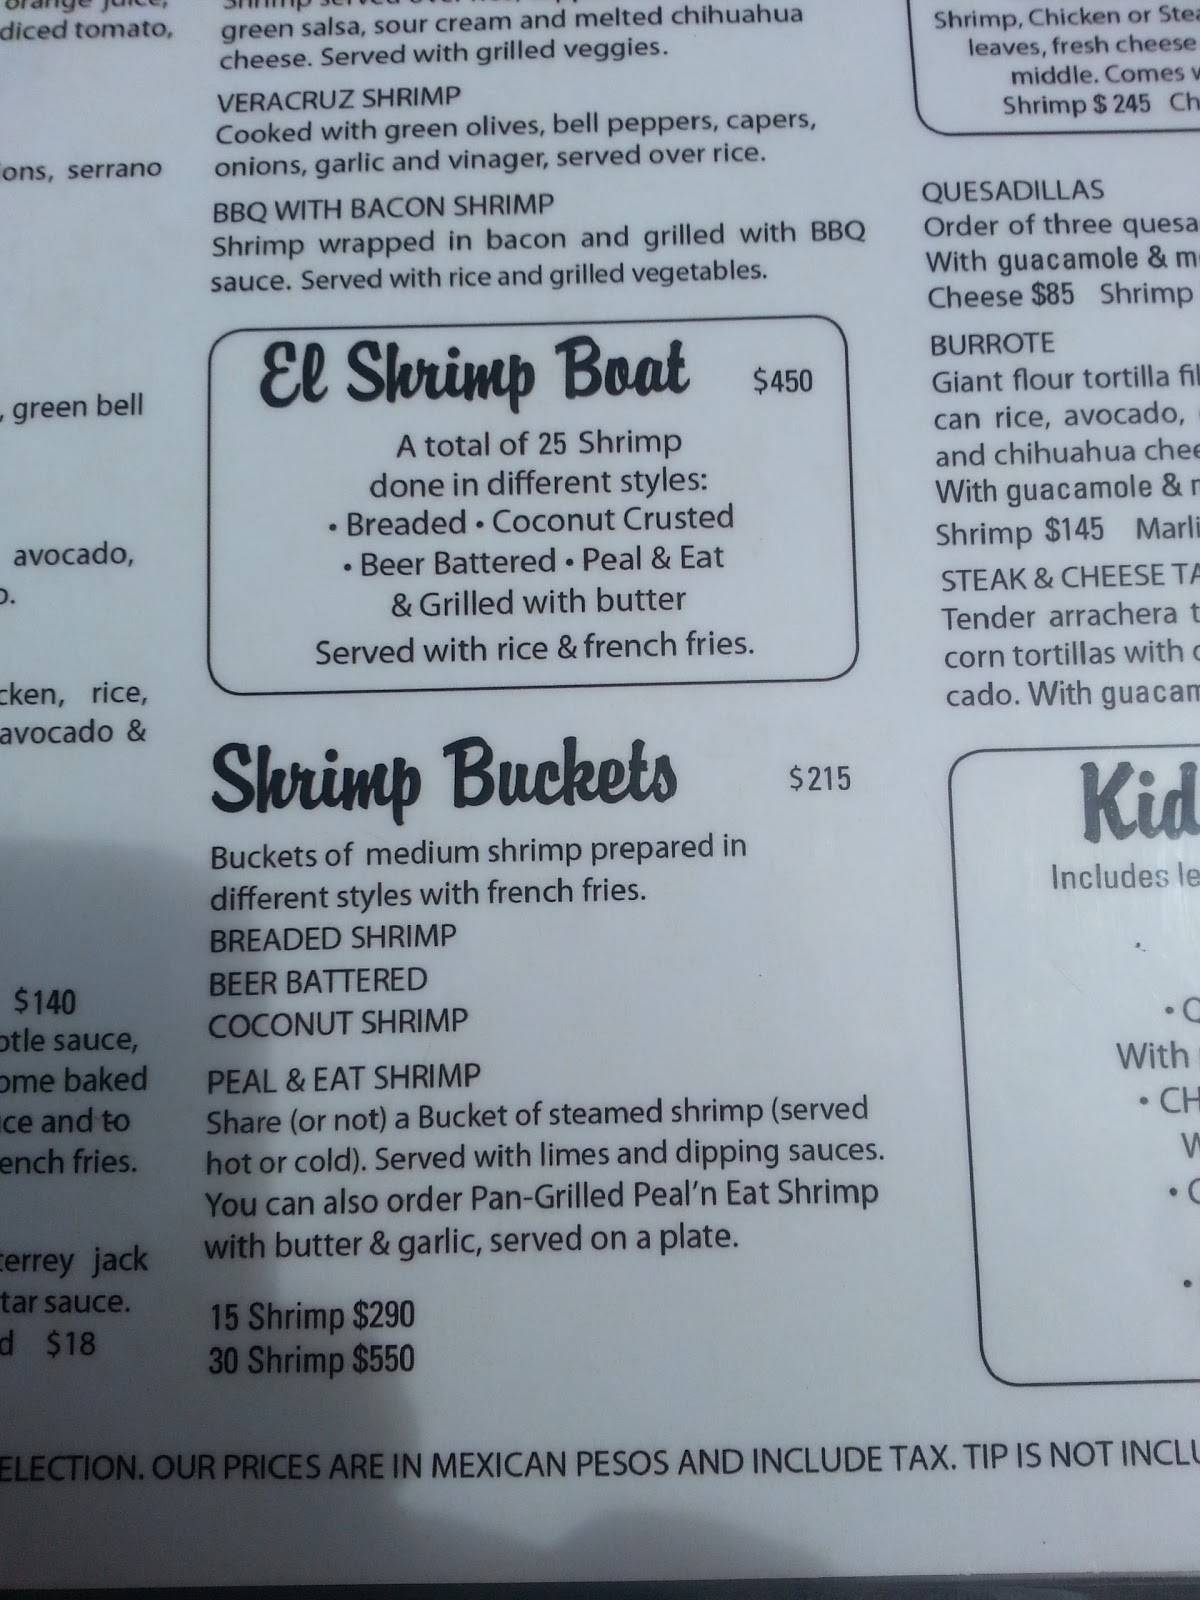 diced tomato,
ons, serrano
, green bell
avocado,
cken, rice,
avocado &
$140
otle sauce,
ome baked
ce and to
ench fries.
terrey jack
tar sauce.
d $18
green salsa, sour cream and melted chihuahua
cheese. Served with grilled veggies.
VERACRUZ SHRIMP
Cooked with green olives, bell peppers, capers,
onions, garlic and vinager, served over rice.
BBQ WITH BACON SHRIMP
Shrimp wrapped in bacon and grilled with BBQ
sauce. Served with rice and grilled vegetables.
El Shrimp Boat $450
A total of 25 Shrimp
done in different styles:
• Breaded • Coconut Crusted
• Beer Battered • Peal & Eat
& Grilled with butter
Served with rice & french fries.
Shrimp Buckets $215
Buckets of medium shrimp prepared in
different styles with french fries.
BREADED SHRIMP
BEER BATTERED
COCONUT SHRIMP
PEAL & EAT SHRIMP
Share (or not) a Bucket of steamed shrimp (served
hot or cold). Served with limes and dipping sauces.
You can also order Pan-Grilled Peal'n Eat Shrimp
with butter & garlic, served on a plate.
15 Shrimp $290
30 Shrimp $550
Shrimp, Chicken or Stea
leaves, fresh cheese
middle. Comes
Shrimp $ 245 Ch
QUESADILLAS
Order of three quesa
With guacamole & m
Cheese $85 Shrimp
BURROTE
Giant flour tortilla fil
can rice, avocado,
and chihuahua chee
With guacamole &
Shrimp $145 Marli
STEAK & CHEESE TA
Tender arrachera t
corn tortillas with
cado. With guacam
Kid
Includes le
With
• CH
ELECTION. OUR PRICES ARE IN MEXICAN PESOS AND INCLUDE TAX. TIP IS NOT INCLU